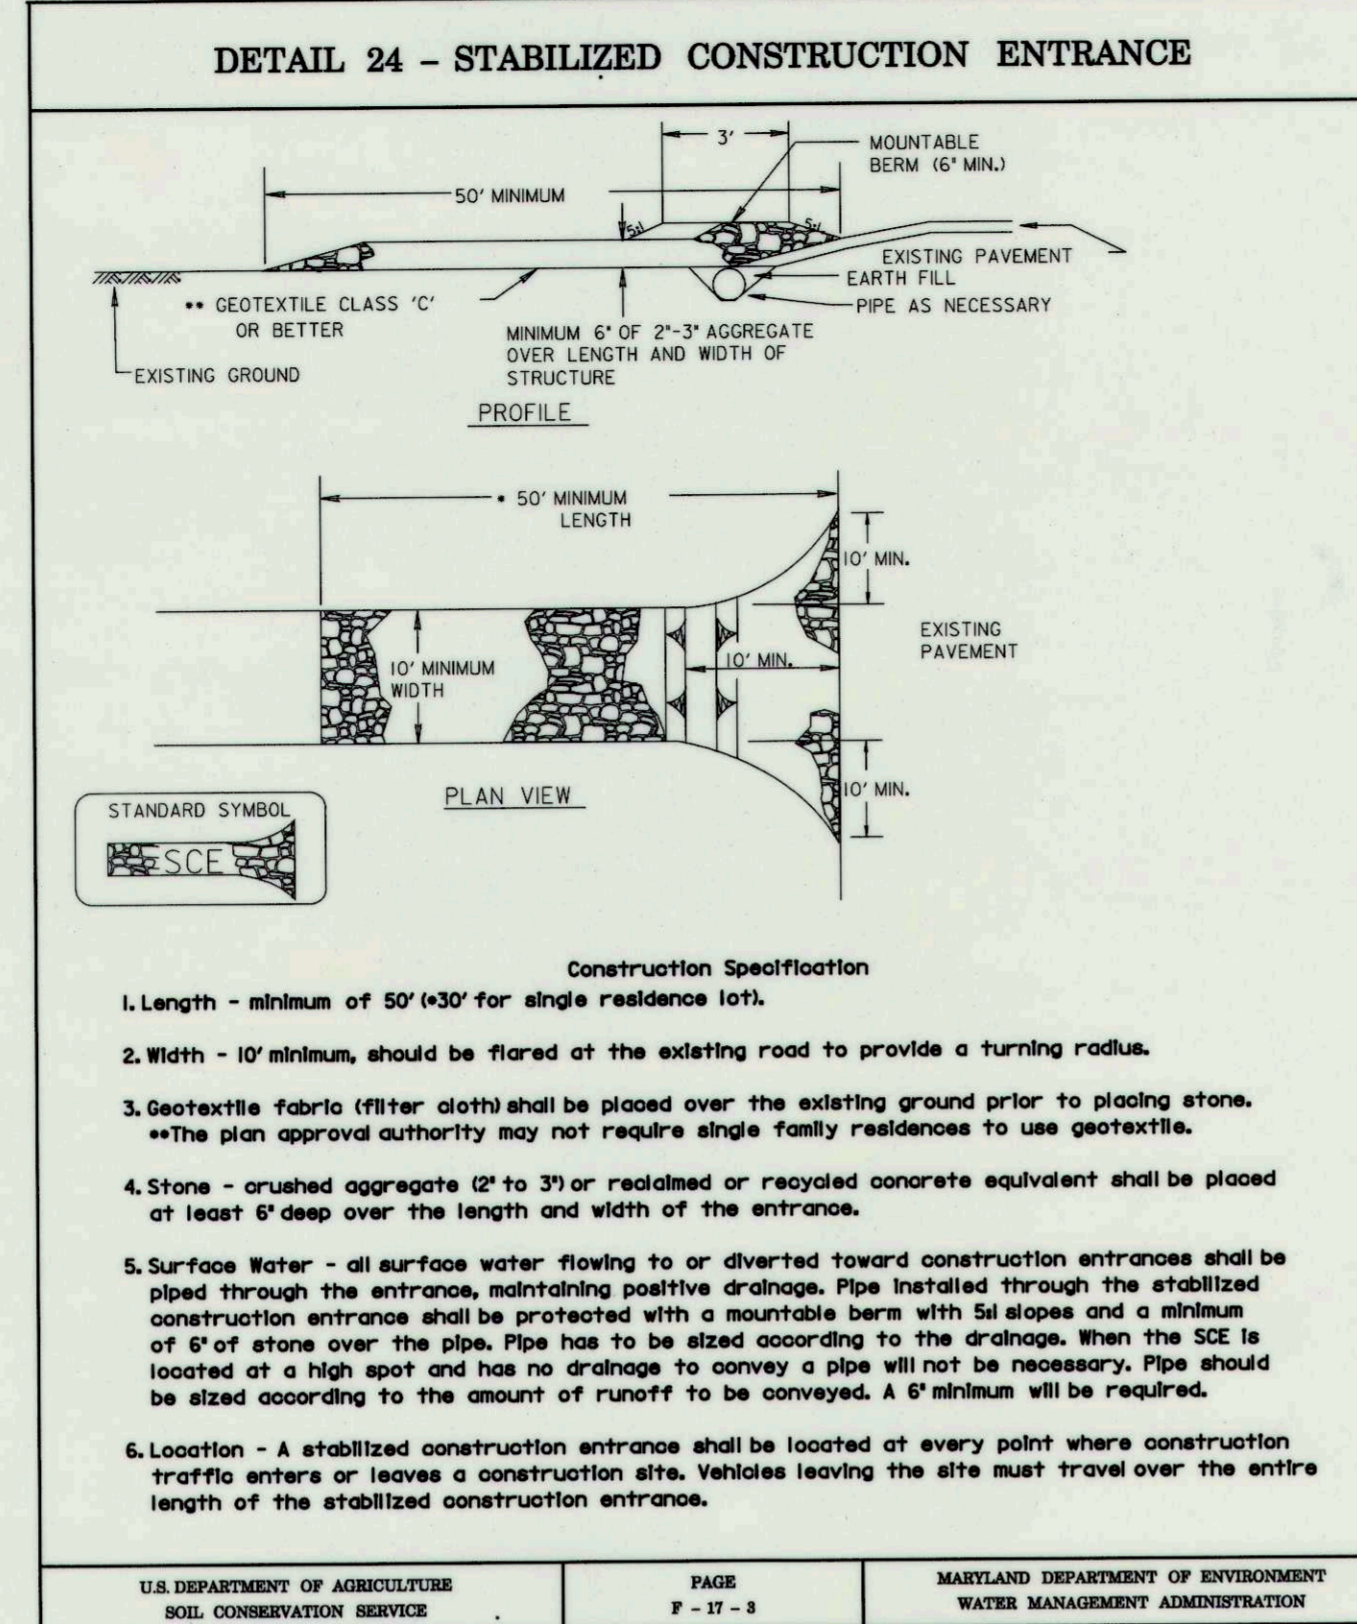 DETAIL 24 - STABILIZED CONSTRUCTION ENTRANCE
3'
MOUNTABLE
BERM (6" MIN.)
50' MINIMUM
5:1
5:1
EXISTING PAVEMENT
EARTH FILL
PIPE AS NECESSARY
•• GEOTEXTILE CLASS 'C'
OR BETTER
MINIMUM 6" OF 2"-3" AGGREGATE
OVER LENGTH AND WIDTH OF
STRUCTURE
EXISTING GROUND
PROFILE
• 50' MINIMUM
LENGTH
10' MIN.
EXISTING
PAVEMENT
10' MINIMUM
WIDTH
10' MIN.
10' MIN.
PLAN VIEW
STANDARD SYMBOL
SCE
Construction Specification
1. Length - minimum of 50' (•30' for single residence lot).
2. Width - 10' minimum, should be flared at the existing road to provide a turning radius.
3. Geotextile fabric (filter cloth) shall be placed over the existing ground prior to placing stone.
••The plan approval authority may not require single family residences to use geotextile.
4. Stone - crushed aggregate (2" to 3") or reclaimed or recycled concrete equivalent shall be placed
at least 6" deep over the length and width of the entrance.
5. Surface Water - all surface water flowing to or diverted toward construction entrances shall be
piped through the entrance, maintaining positive drainage. Pipe installed through the stabilized
construction entrance shall be protected with a mountable berm with 5:1 slopes and a minimum
of 6" of stone over the pipe. Pipe has to be sized according to the drainage. When the SCE is
located at a high spot and has no drainage to convey a pipe will not be necessary. Pipe should
be sized according to the amount of runoff to be conveyed. A 6" minimum will be required.
6. Location - A stabilized construction entrance shall be located at every point where construction
traffic enters or leaves a construction site. Vehicles leaving the site must travel over the entire
length of the stabilized construction entrance.
U.S. DEPARTMENT OF AGRICULTURE
SOIL CONSERVATION SERVICE
PAGE
F - 17 - 3
MARYLAND DEPARTMENT OF ENVIRONMENT
WATER MANAGEMENT ADMINISTRATION